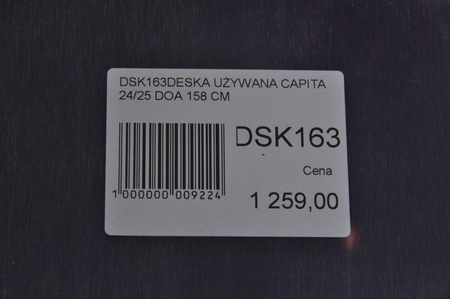 DSK163DESKA UŻYWANA CAPITA
24/25 DOA 158 CM
DSK163
Cena
1 000000 009224
1 259,00